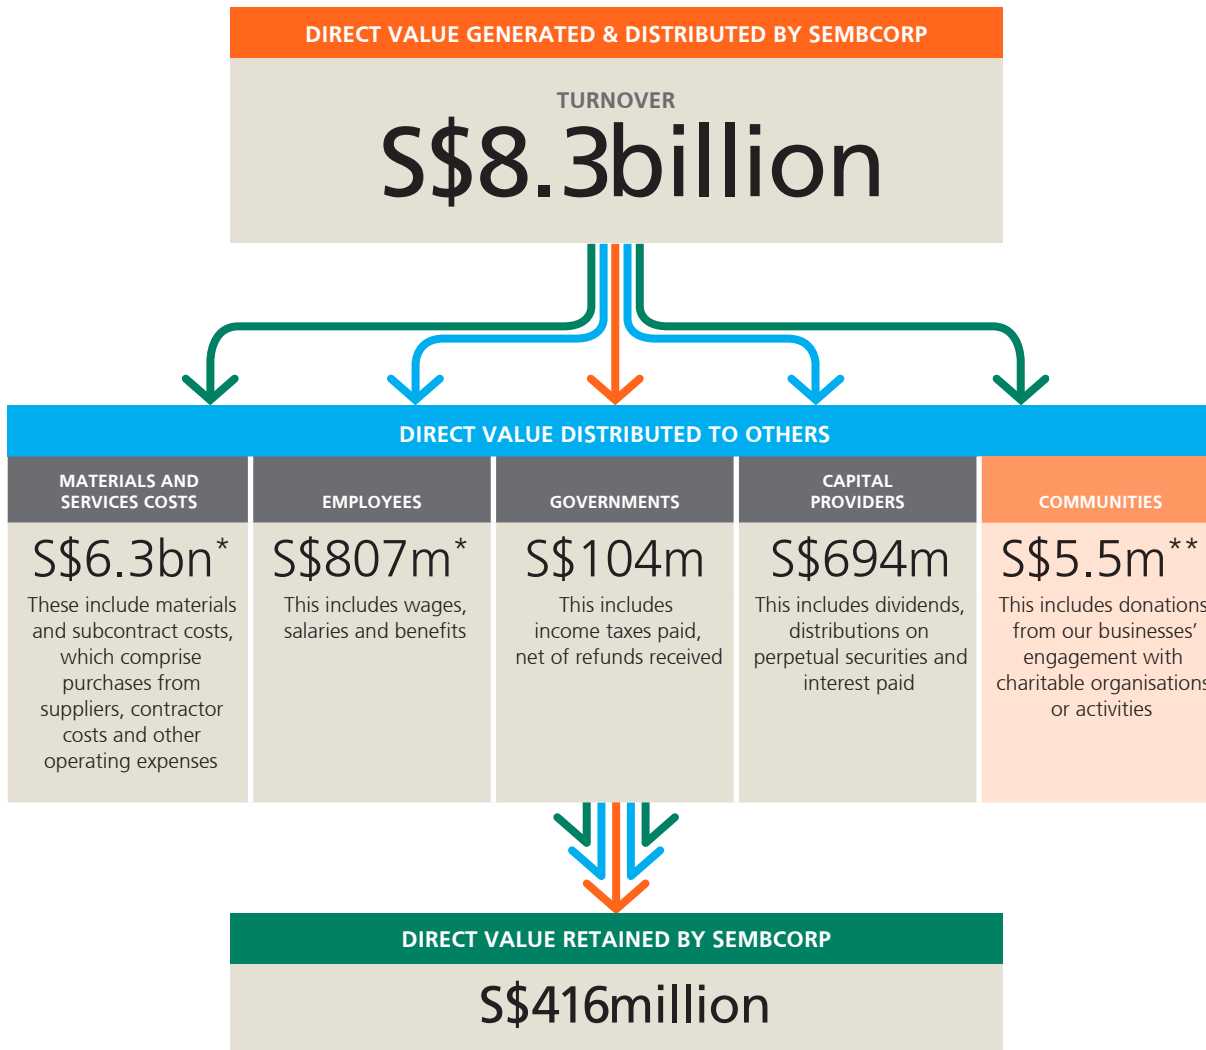 DIRECT VALUE GENERATED & DISTRIBUTED BY SEMBCORP
TURNOVER
S$8.3billion
DIRECT VALUE DISTRIBUTED TO OTHERS
MATERIALS AND
SERVICES COSTS
S$6.3bn*
These include materials
and subcontract costs,
which comprise
purchases from
suppliers, contractor
costs and other
operating expenses
EMPLOYEES
S$807m*
This includes wages,
salaries and benefits
GOVERNMENTS
S$104m
This includes
income taxes paid,
net of refunds received
CAPITAL
PROVIDERS
S$694m
This includes dividends,
distributions on
perpetual securities and
interest paid
COMMUNITIES
S$5.5m**
This includes donations
from our businesses’
engagement with
charitable organisations
or activities
DIRECT VALUE RETAINED BY SEMBCORP
S$416million